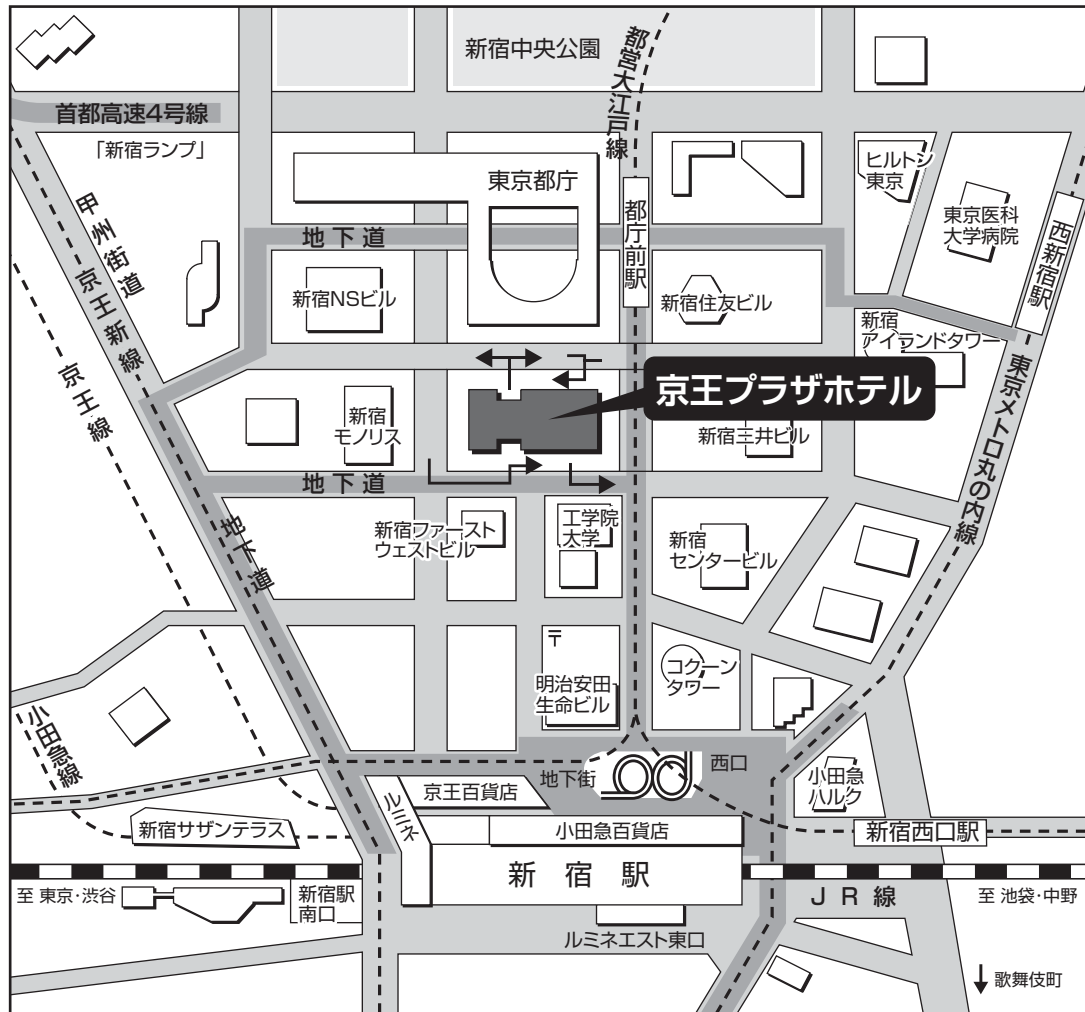 新宿中央公園
都営大江戸線
首都高速4号線
「新宿ランプ」
甲州街道
京王新線
京王線
東京都庁
都庁前駅
ヒルトン
東京
東京医科
大学病院
西新宿駅
地下道
新宿NSビル
新宿住友ビル
新宿
アイランドタワー
京王プラザホテル
新宿
モノリス
新宿三井ビル
東京メトロ丸の内線
地下道
地下道
新宿ファースト
ウェストビル
工学院
大学
新宿
センタービル
〒
明治安田
生命ビル
コクーン
タワー
小田急線
地下街
西口
小田急
ハルク
京王百貨店
ルミネ
新宿サザンテラス
小田急百貨店
新宿西口駅
新宿駅
至 東京・渋谷
新宿駅
南口
JR線
至 池袋・中野
ルミネエスト東口
歌舞伎町